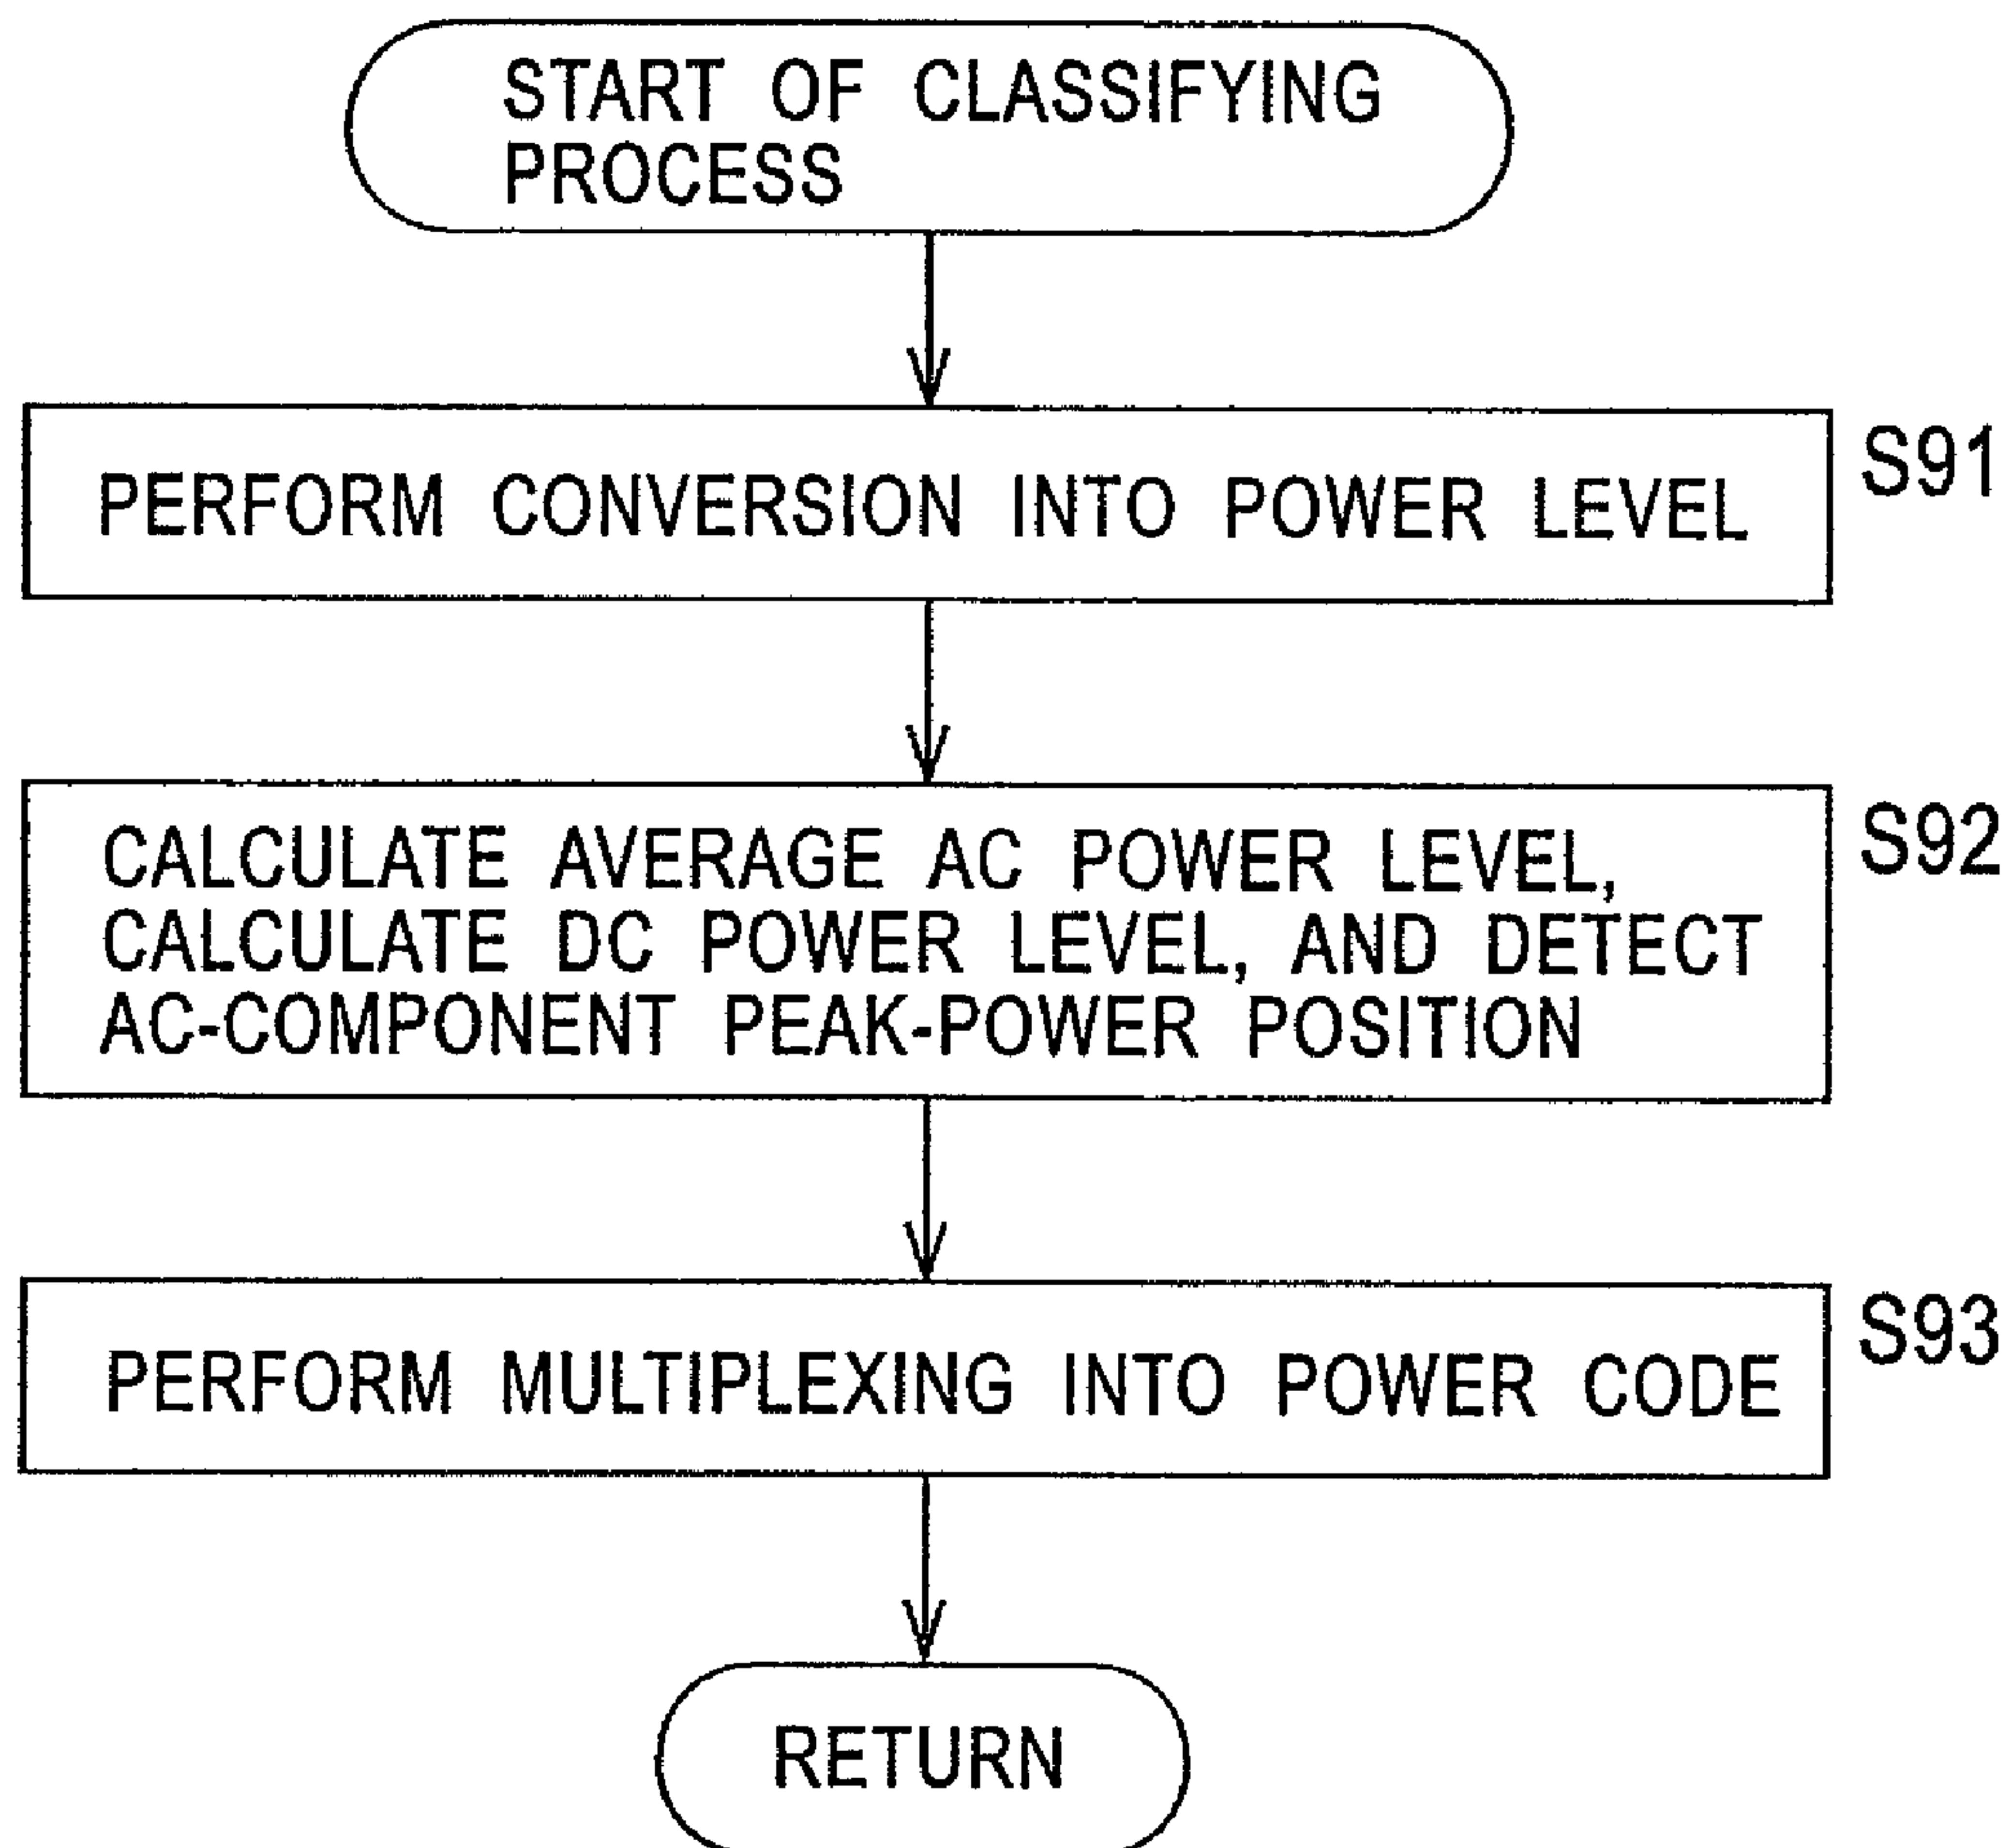 START OF CLASSIFYING
PROCESS
PERFORM CONVERSION INTO POWER LEVEL
S91
CALCULATE AVERAGE AC POWER LEVEL,
CALCULATE DC POWER LEVEL, AND DETECT
AC-COMPONENT PEAK-POWER POSITION
S92
PERFORM MULTIPLEXING INTO POWER CODE
S93
RETURN